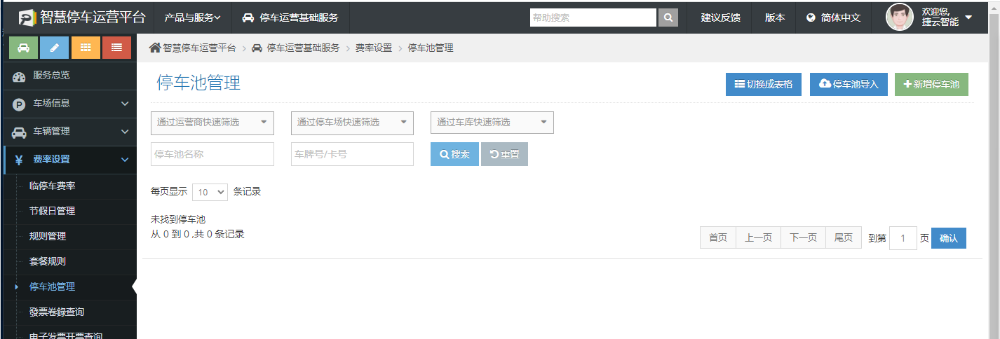 智慧停车运营平台 产品与服务 停车运营基础服务 帮助搜索 建议反馈 版本 简体中文 欢迎您,
捷云智能
智慧停车运营平台 停车运营基础服务 费率设置 停车池管理
服务总览
车场信息
车辆管理
费率设置
临停车费率
节假日管理
规则管理
套餐规则
停车池管理
發票卷錄查询
电子发票开票查询
停车池管理 切换成表格 停车池导入 新增停车池
通过运营商快速筛选 通过停车场快速筛选 通过车库快速筛选
停车池名称 车牌号/卡号 搜索 重置
每页显示 10 条记录
未找到停车池
从 0 到 0 ,共 0 条记录
首页 上一页 下一页 尾页 到第 1 页 确认